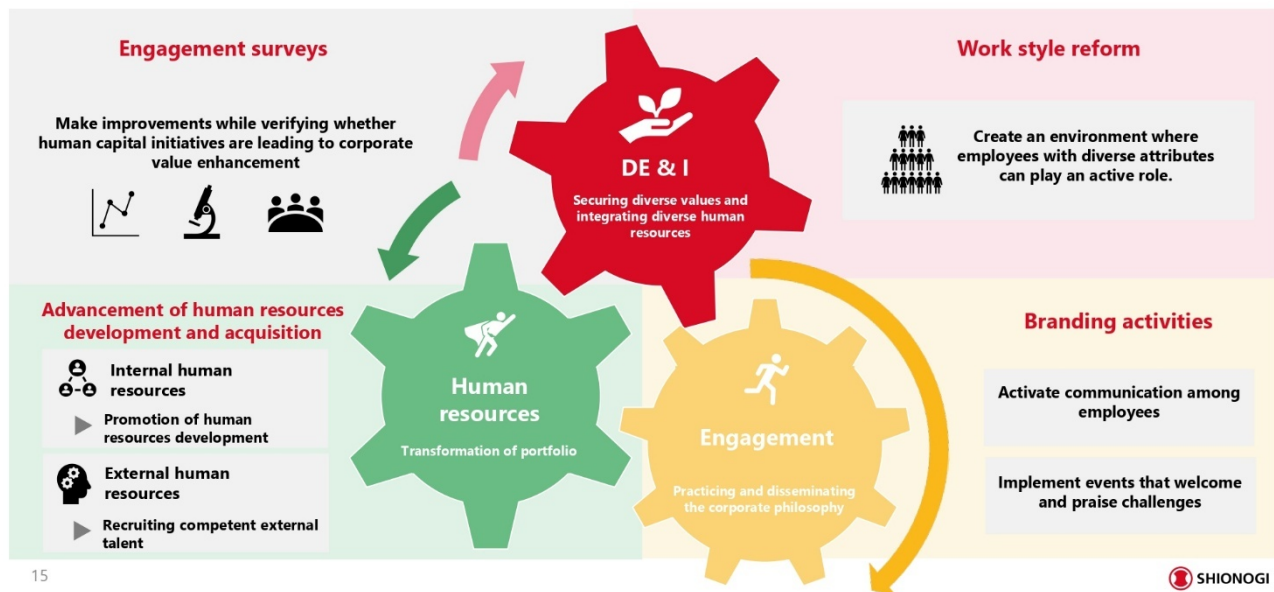 Engagement surveys
Make improvements while verifying whether
human capital initiatives are leading to corporate
value enhancement
DE & I
Securing diverse values and
integrating diverse human
resources
Work style reform
Create an environment where
employees with diverse attributes
can play an active role.
Advancement of human resources
development and acquisition
Internal human
resources
Promotion of human
resources development
External human
resources
Recruiting competent external
talent
Human
resources
Transformation of portfolio
Engagement
Practicing and disseminating
the corporate philosophy
Branding activities
Activate communication among
employees
Implement events that welcome
and praise challenges
15
SHIONOGI